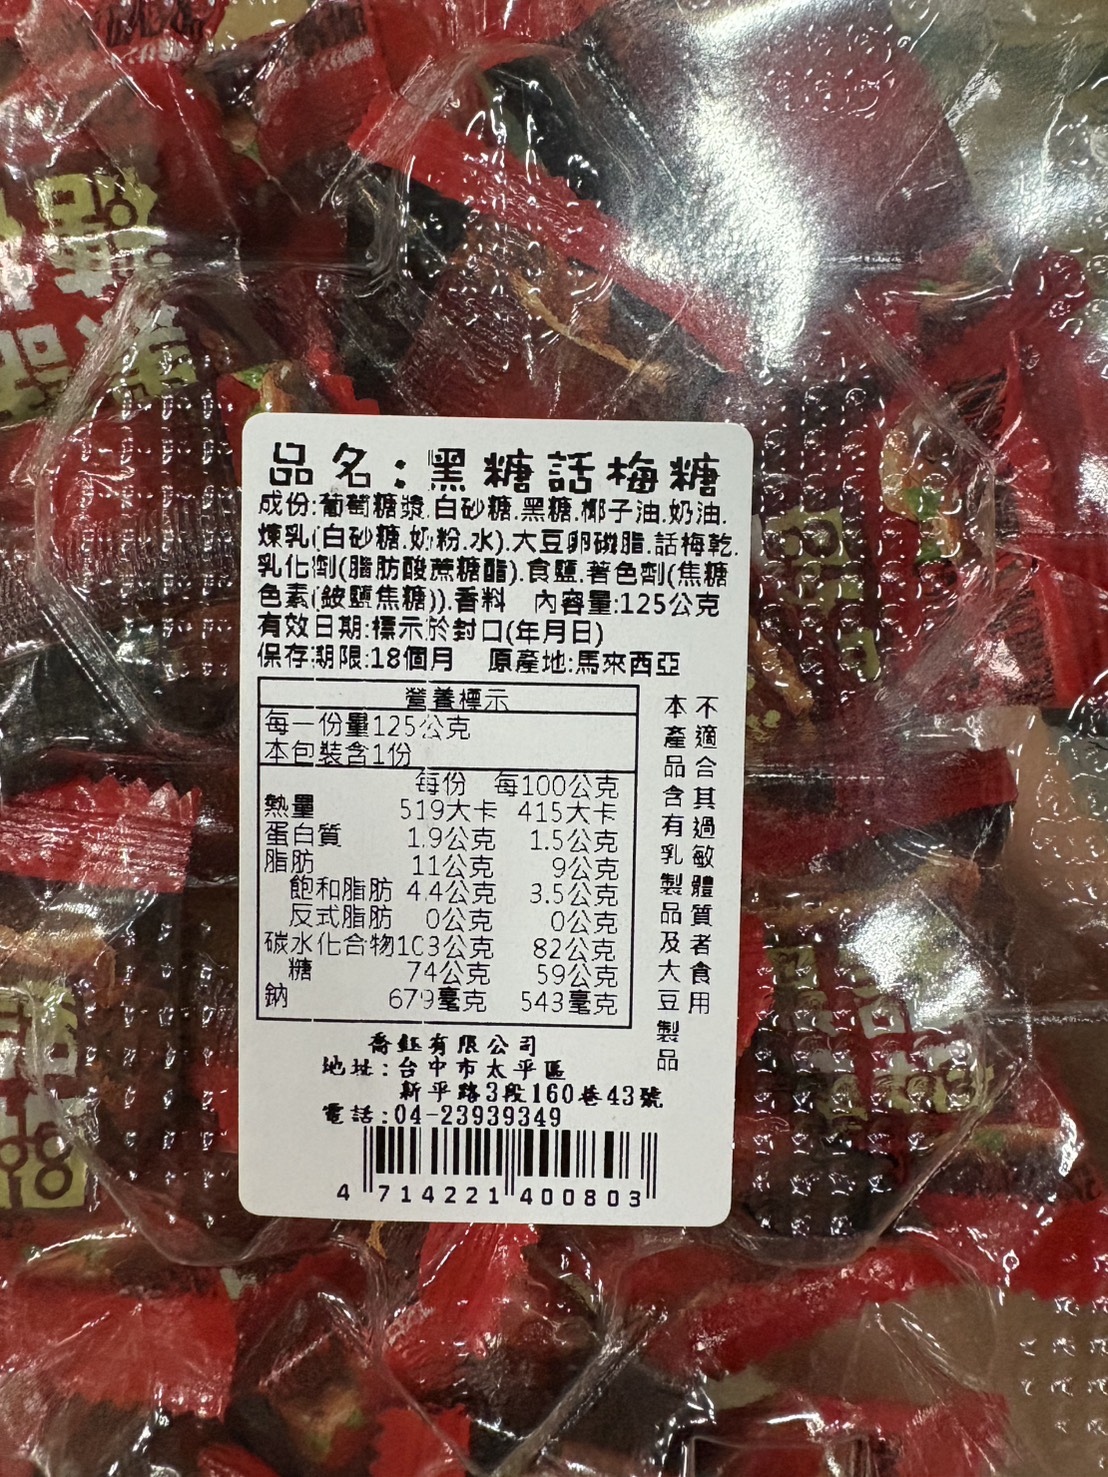 品名:黑糖話梅糖
成份:葡萄糖漿.白砂糖.黑糖.椰子油.奶油.
煉乳(白砂糖.奶粉.水).大豆卵磷脂.話梅乾.
乳化劑(脂肪酸蔗糖酯).食鹽.著色劑(焦糖
色素(銨鹽焦糖)).香料 內容量:125公克
有效日期:標示於封口(年月日)
保存期限:18個月 原產地:馬來西亞
營養標示
每一份量125公克
本包裝含1份
每份 每100公克
熱量 519大卡 415大卡
蛋白質 1.9公克 1.5公克
脂肪 11公克 9公克
飽和脂肪 4.4公克 3.5公克
反式脂肪 0公克 0公克
碳水化合物103公克 82公克
糖 74公克 59公克
鈉 679毫克 543毫克
本產品含有乳製品及大豆製品
不適合其過敏體質者食用
喬鈺有限公司
地址:台中市太平區
新平路3段160巷43號
電話:04-23939349
4 714221 400803